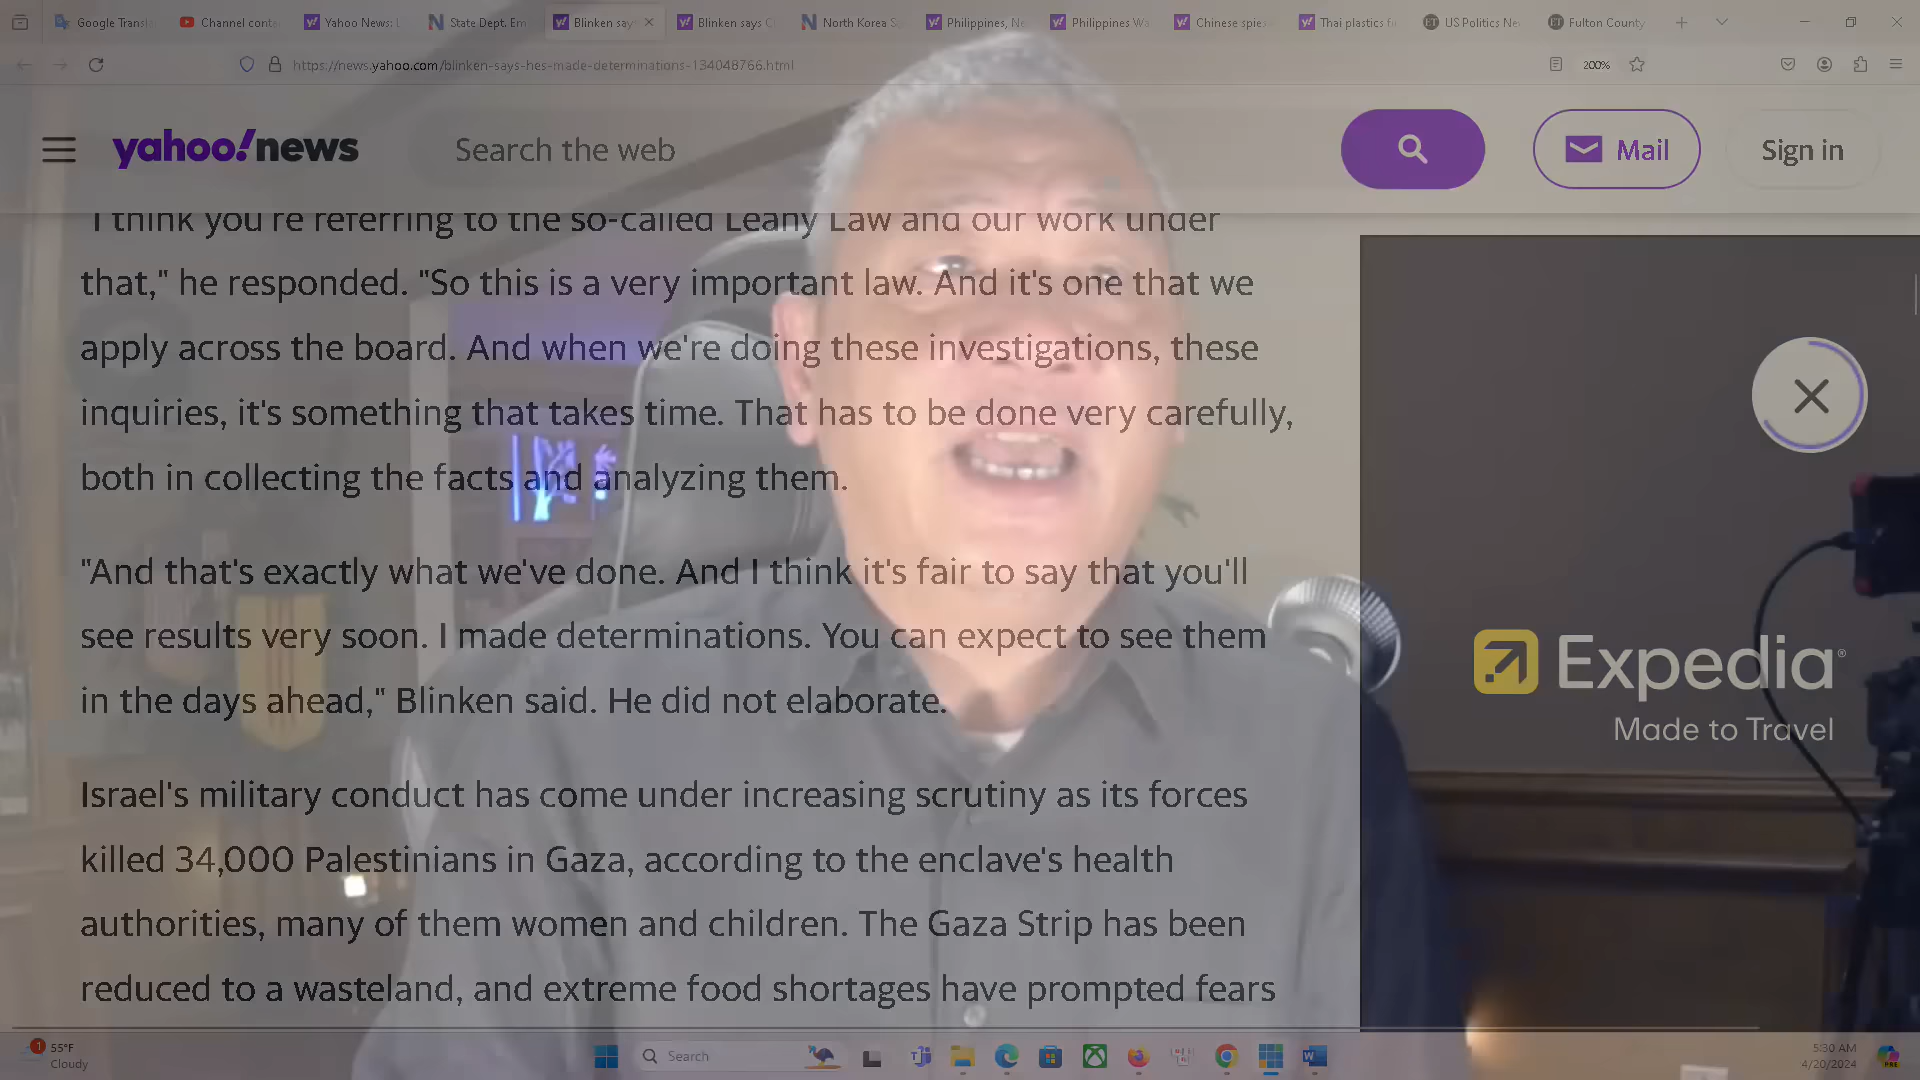 Google Transl
Channel conte
Yahoo News: L
State Dept. Em
Blinken say
Blinken says C
North Korea S
Philippines, Ne
Philippines Wa
Chinese spies
Thai plastics fi
US Politics Ne
Fulton County
https://news.yahoo.com/blinken-says-hes-made-determinations-134048766.html
200%
yahoo!news
Search the web
Mail
Sign in
"I think you're referring to the so-called Leahy Law and our work under
that," he responded. "So this is a very important law. And it's one that we
apply across the board. And when we're doing these investigations, these
inquiries, it's something that takes time. That has to be done very carefully,
both in collecting the facts and analyzing them.
"And that's exactly what we've done. And I think it's fair to say that you'll
see results very soon. I made determinations. You can expect to see them
in the days ahead," Blinken said. He did not elaborate.
Israel's military conduct has come under increasing scrutiny as its forces
killed 34,000 Palestinians in Gaza, according to the enclave's health
authorities, many of them women and children. The Gaza Strip has been
reduced to a wasteland, and extreme food shortages have prompted fears
Expedia
Made to Travel
1
55°F
Cloudy
Search
5:30 AM
4/20/2024